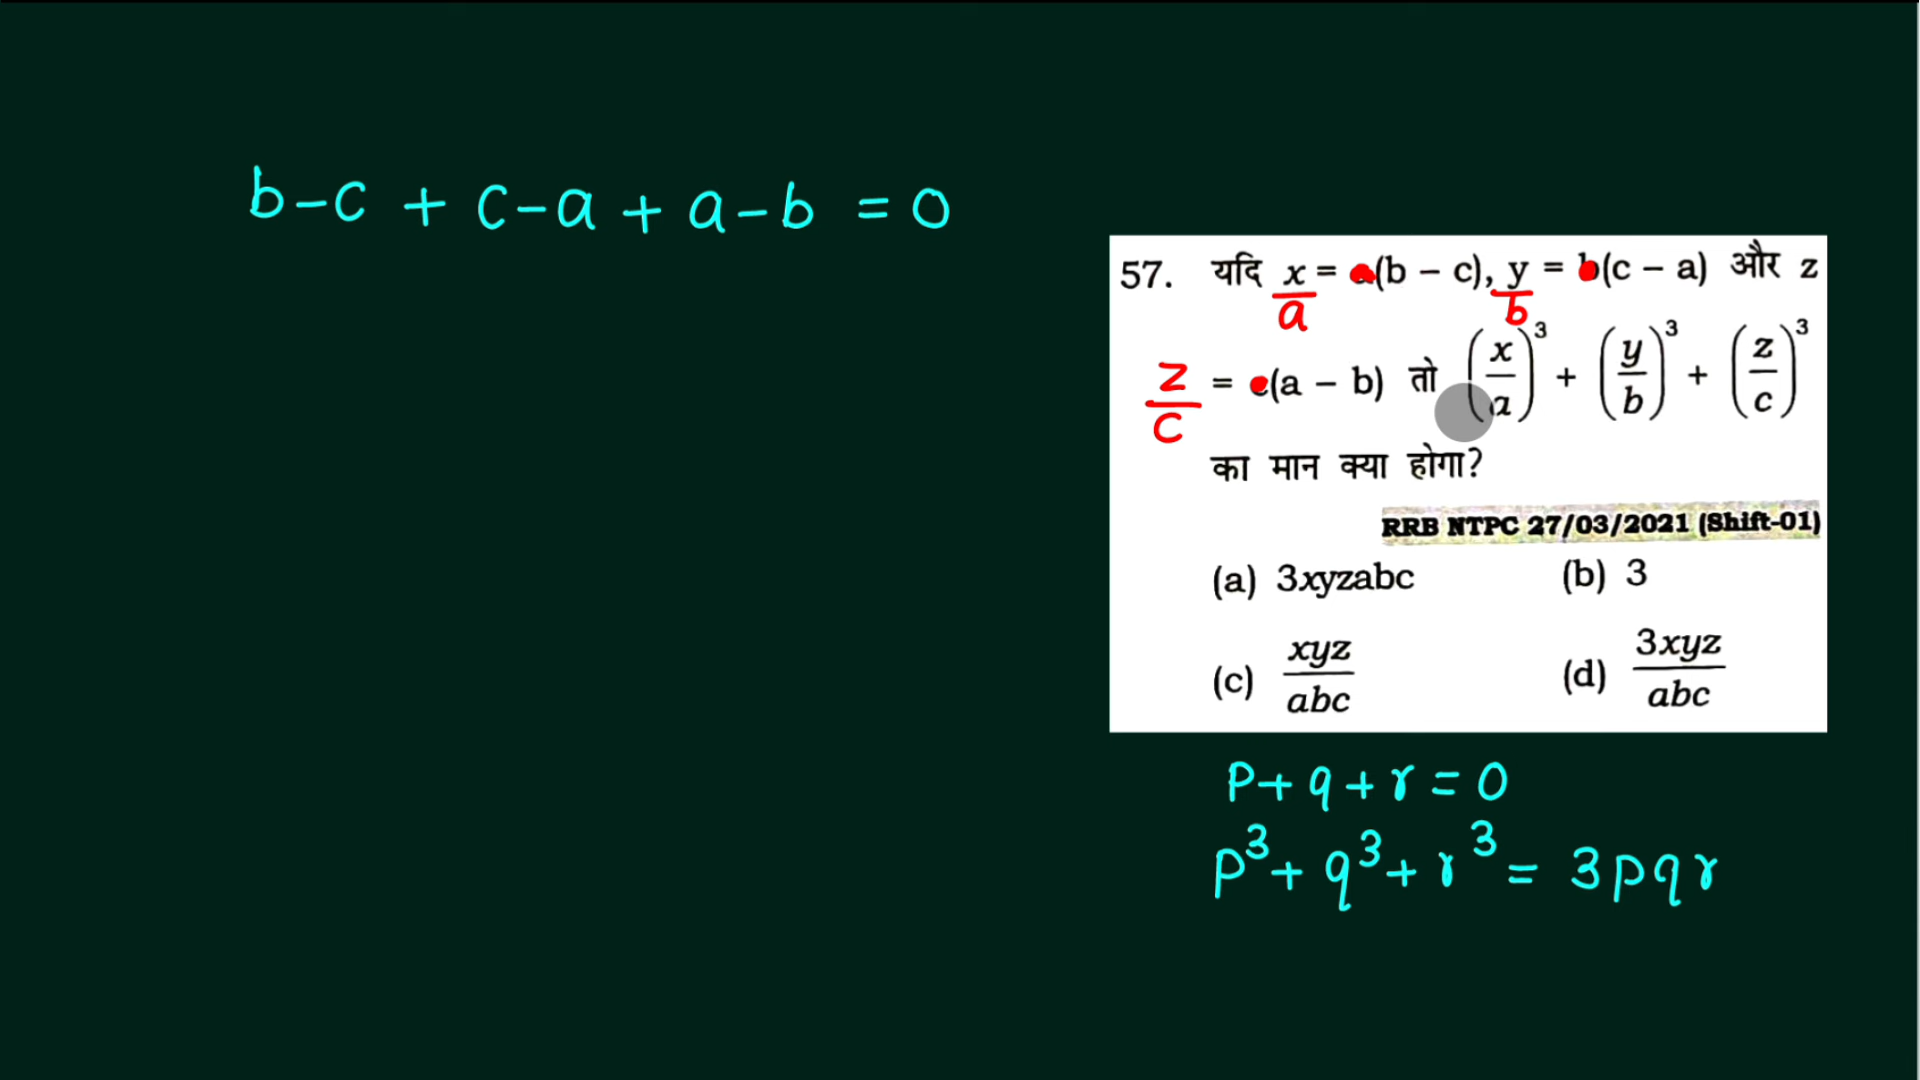 b-c + c-a + a-b = 0
57. यदि x = a(b – c), y = b(c – a) और z
a b
z/c = c(a – b) तो (x/a)³ + (y/b)³ + (z/c)³
का मान क्या होगा?
RRB NTPC 27/03/2021 (Shift-01)
(a) 3xyzabc (b) 3
(c) xyz/abc (d) 3xyz/abc
p+q+r=0
p³+q³+r³= 3pqr